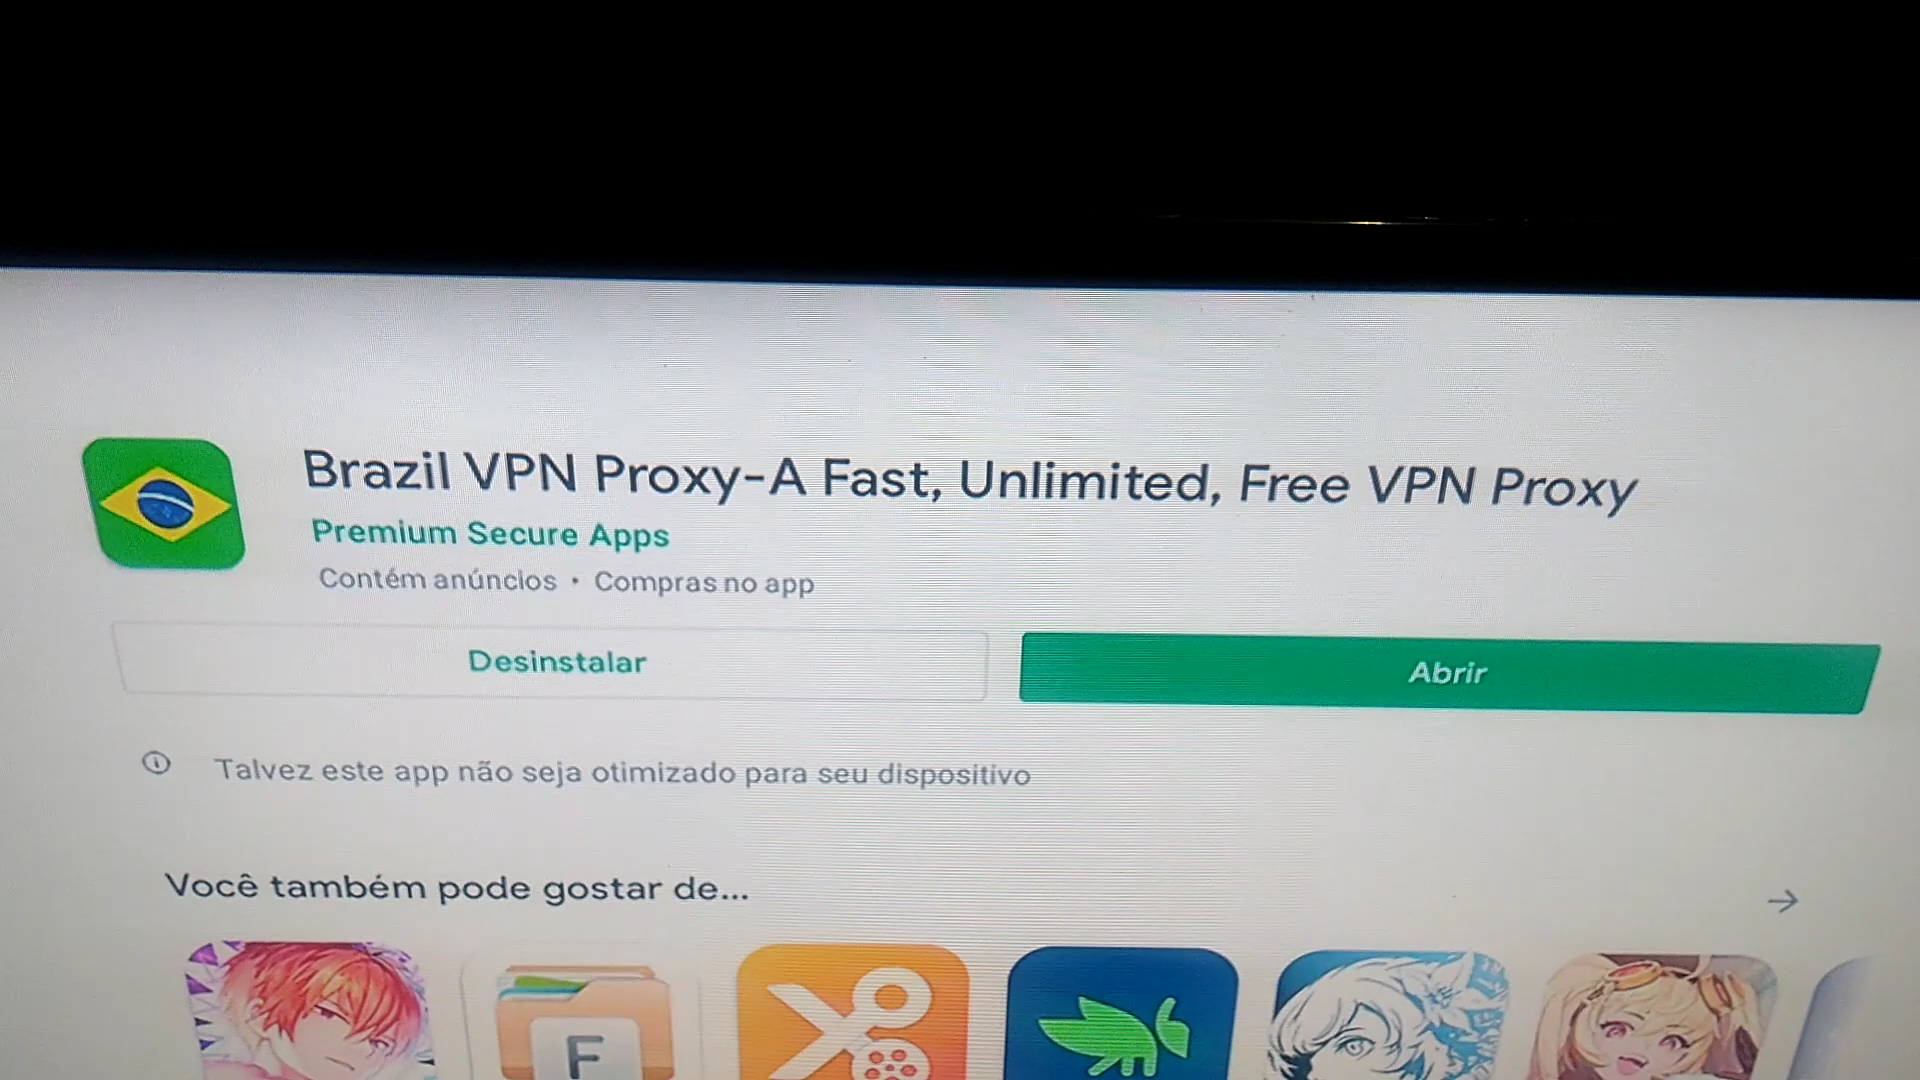 Brazil VPN Proxy-A Fast, Unlimited, Free VPN Proxy
Premium Secure Apps
Contém anúncios • Compras no app
Desinstalar
Abrir
Talvez este app não seja otimizado para seu dispositivo
Você também pode gostar de...
F